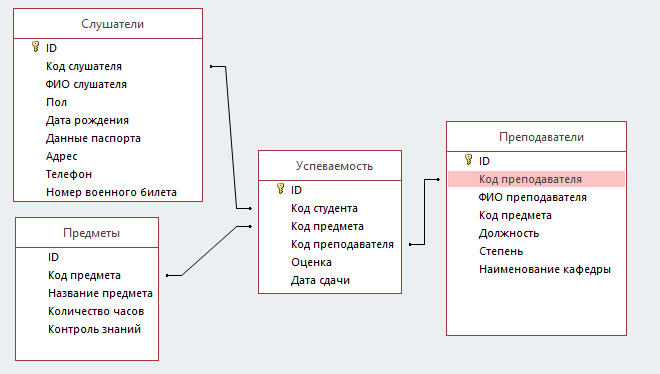 Слушатели
ID
Код слушателя
ФИО слушателя
Пол
Дата рождения
Данные паспорта
Адрес
Телефон
Номер военного билета
Предметы
ID
Код предмета
Название предмета
Количество часов
Контроль знаний
Успеваемость
ID
Код студента
Код предмета
Код преподавателя
Оценка
Дата сдачи
Преподаватели
ID
Код преподавателя
ФИО преподавателя
Код предмета
Должность
Степень
Наименование кафедры